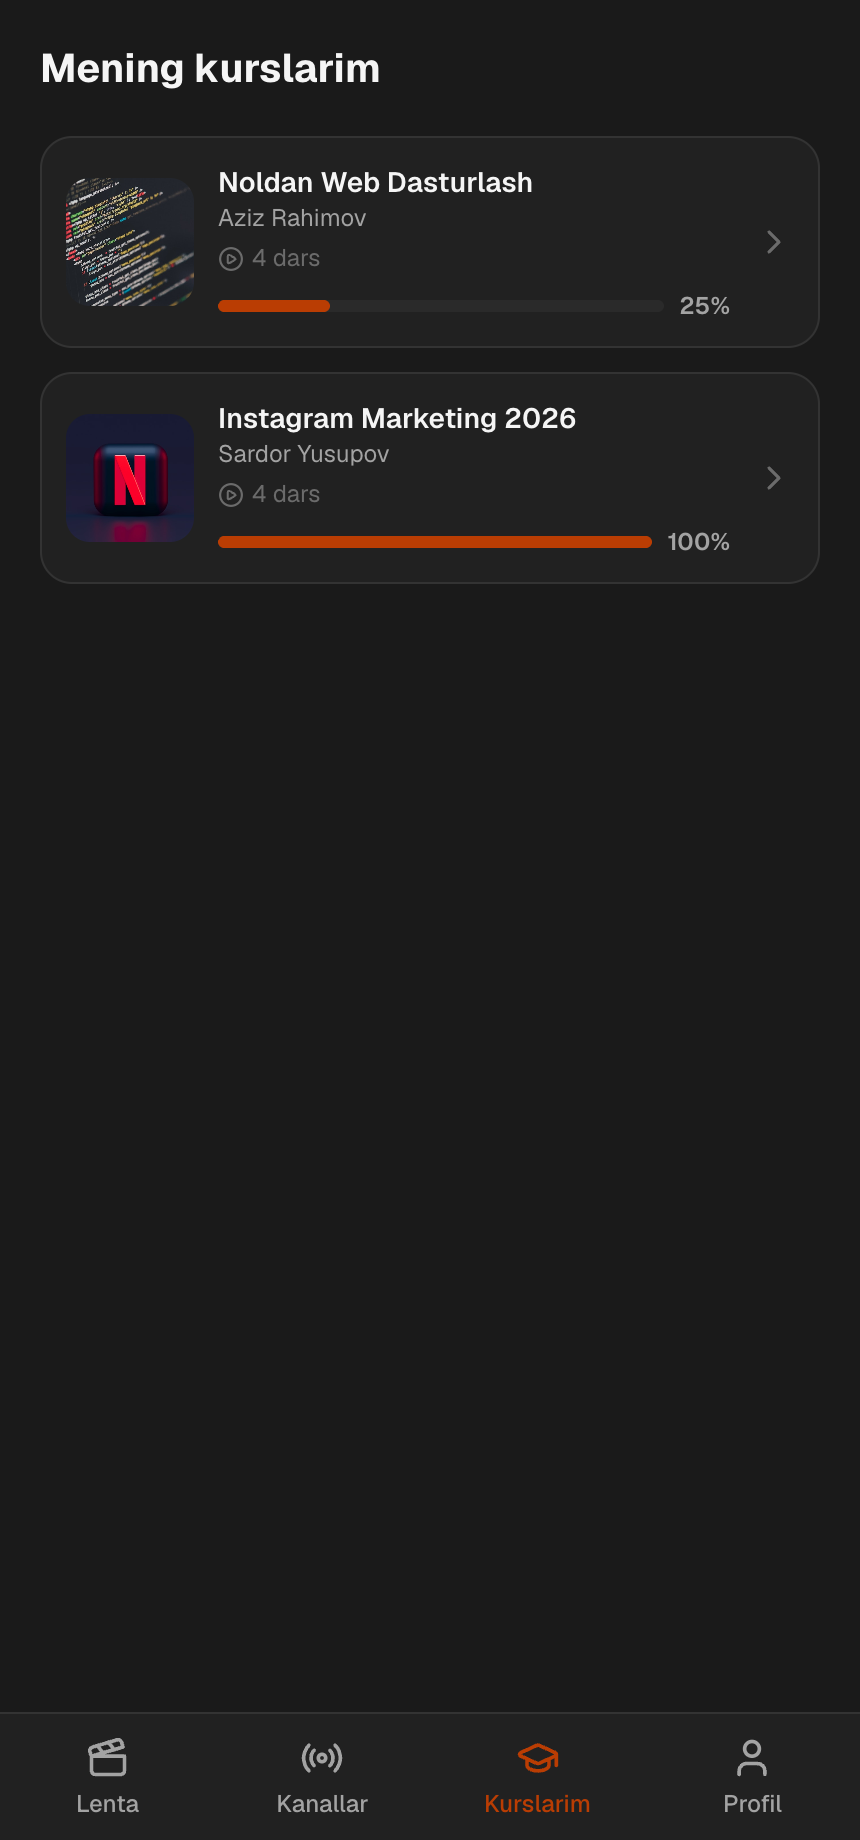 Mening kurslarim
Noldan Web Dasturlash
Aziz Rahimov
4 dars
25%
Instagram Marketing 2026
Sardor Yusupov
4 dars
100%
N
Lenta
Kanallar
Kurslarim
Profil